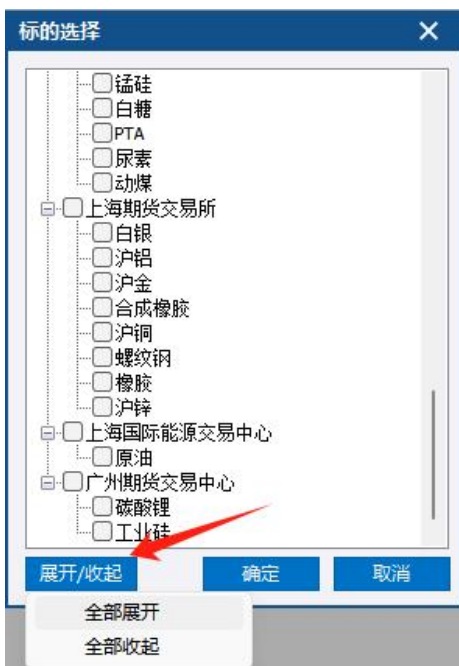 标的选择
锰硅
白糖
PTA
尿素
动煤
上海期货交易所
白银
沪铝
沪金
合成橡胶
沪铜
螺纹钢
橡胶
沪锌
上海国际能源交易中心
原油
广州期货交易中心
碳酸锂
工业硅
展开/收起 确定 取消
全部展开
全部收起